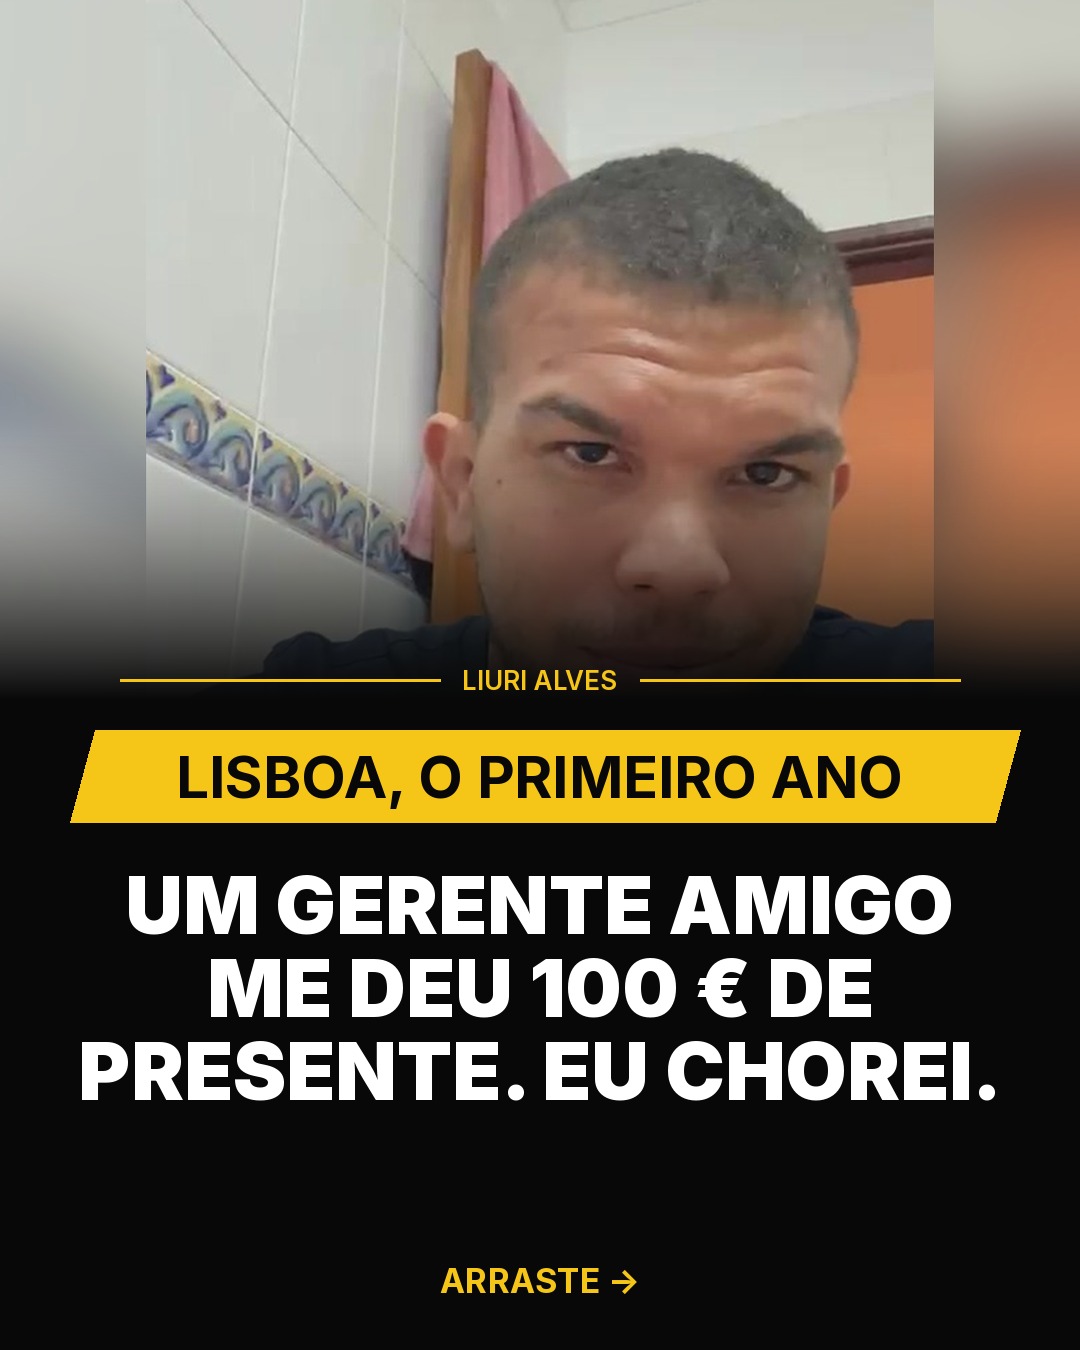 LIURI ALVES
LISBOA, O PRIMEIRO ANO
UM GERENTE AMIGO
ME DEU 100 € DE
PRESENTE. EU CHOREI.
ARRASTE →